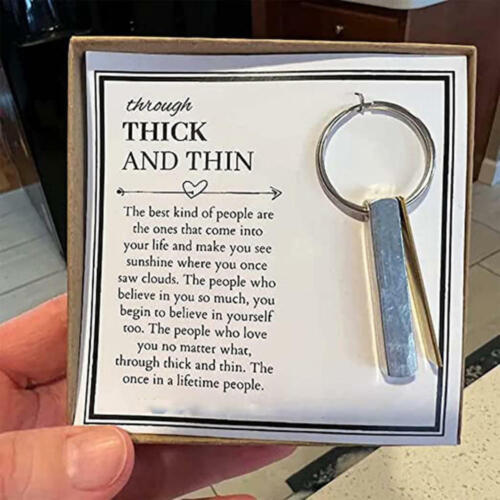 through
THICK
AND THIN
The best kind of people are
the ones that come into
your life and make you see
sunshine where you once
saw clouds. The people who
believe in you so much, you
begin to believe in yourself
too. The people who love
you no matter what,
through thick and thin. The
once in a lifetime people.